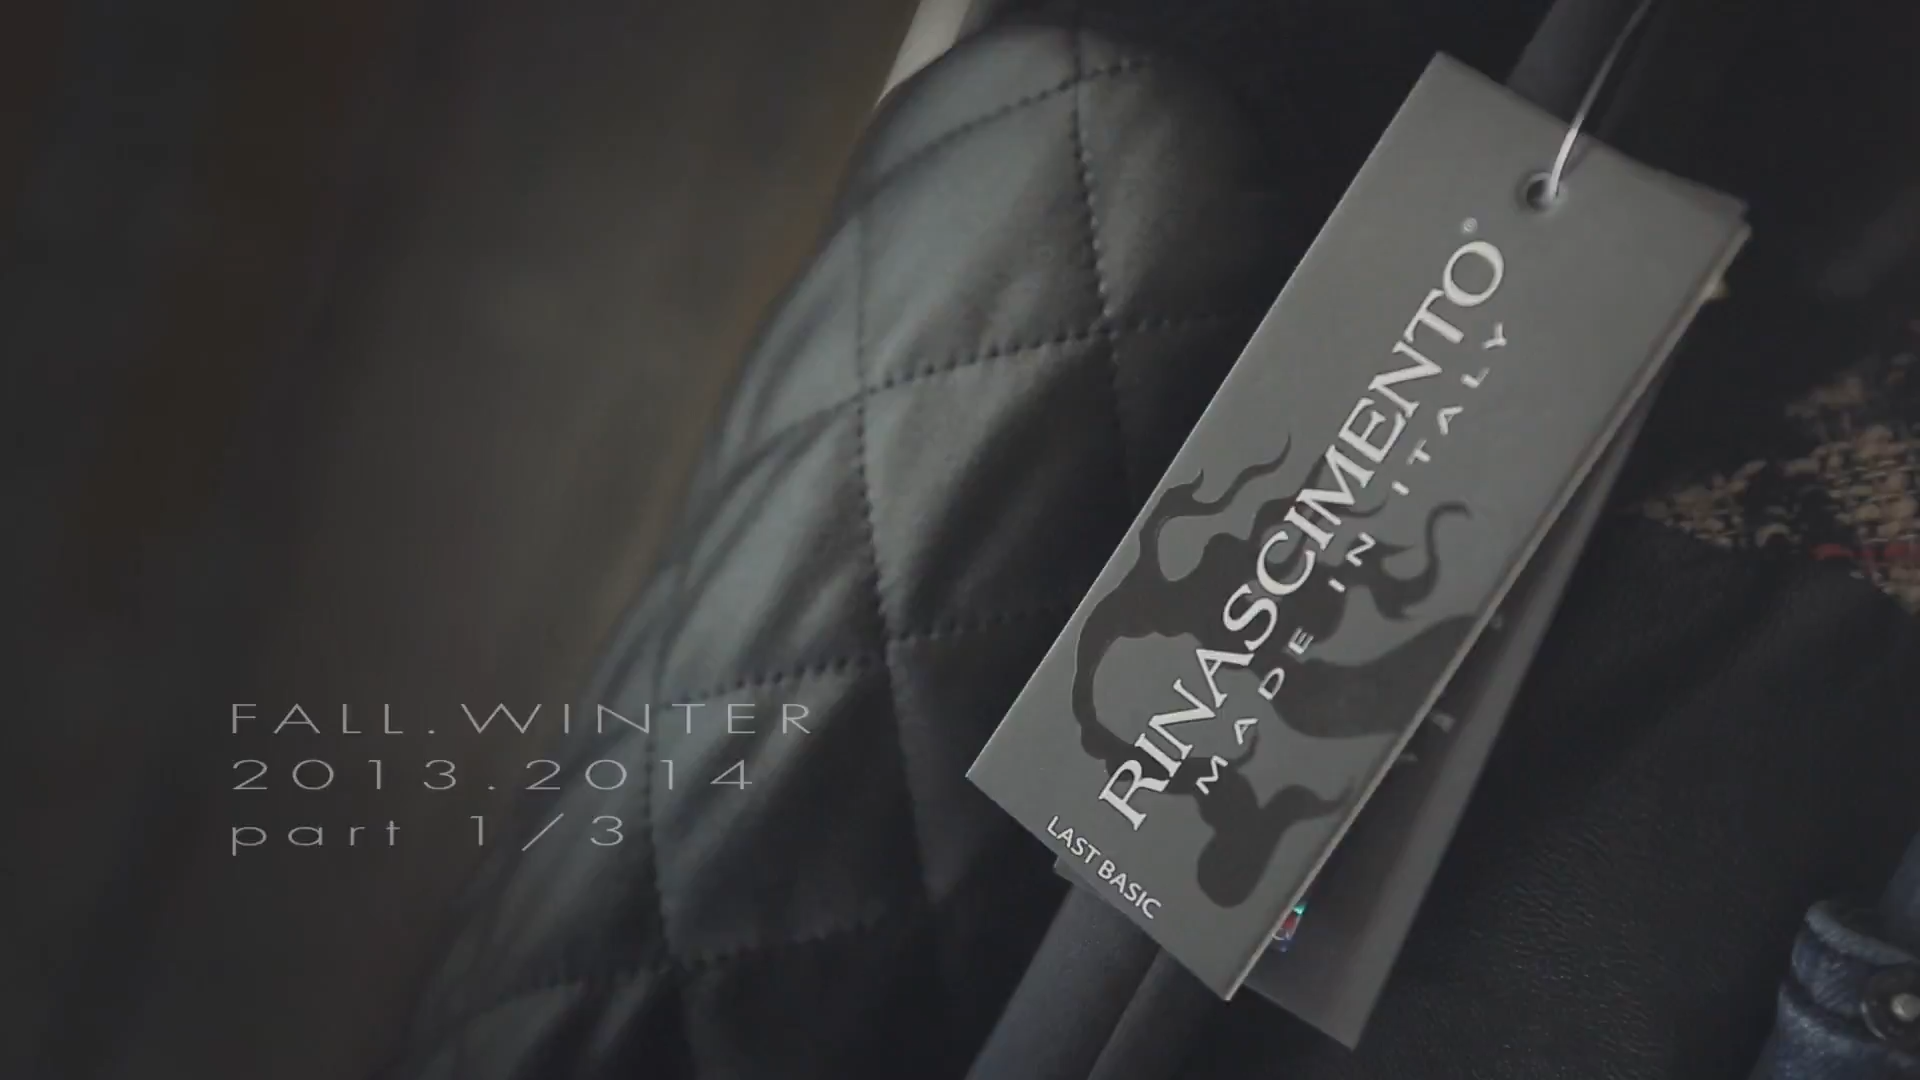 FALL.WINTER
2013.2014
part 1/3
RINASCIMENTO®
MADE IN ITALY
LAST BASIC